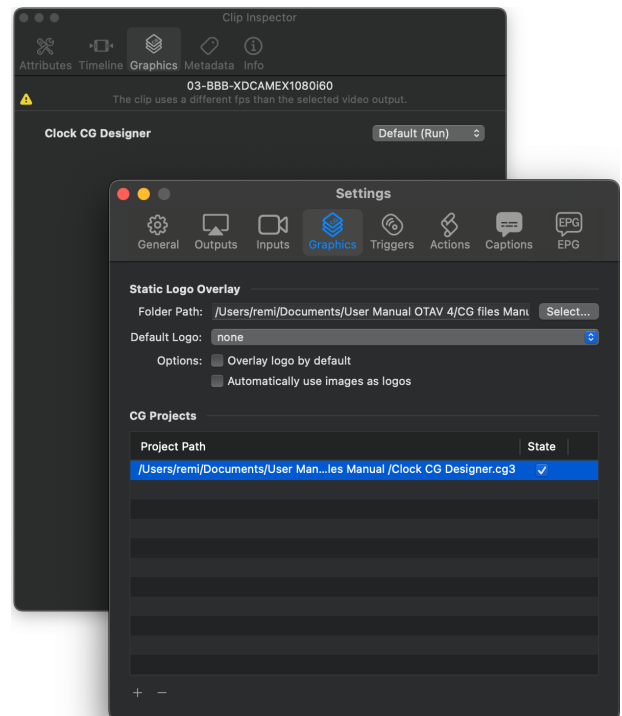 Clip Inspector
Attributes Timeline Graphics Metadata Info
03-BBB-XDCAMEX1080i60
The clip uses a different fps than the selected video output.
Clock CG Designer Default (Run)
Settings
General Outputs Inputs Graphics Triggers Actions Captions EPG
EPG
Static Logo Overlay
Folder Path: /Users/remi/Documents/User Manual OTAV 4/CG files Manu Select...
Default Logo: none
Options: Overlay logo by default
Automatically use images as logos
CG Projects
Project Path State
/Users/remi/Documents/User Man...les Manual /Clock CG Designer.cg3